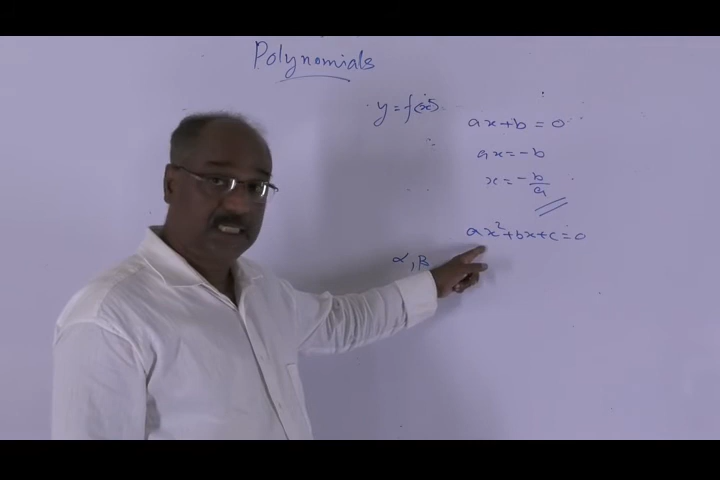 Polynomials
y = f(x)
ax + b = 0
ax = -b
x = -b/a
ax² + bx + c = 0
α, β